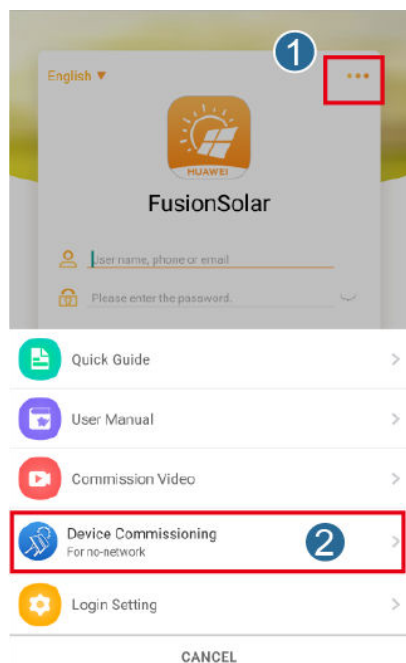 1
English ▼
HUAWEI
FusionSolar
User name, phone or email
Please enter the password.
Quick Guide
User Manual
Commission Video
Device Commissioning
For no-network
2
Login Setting
CANCEL